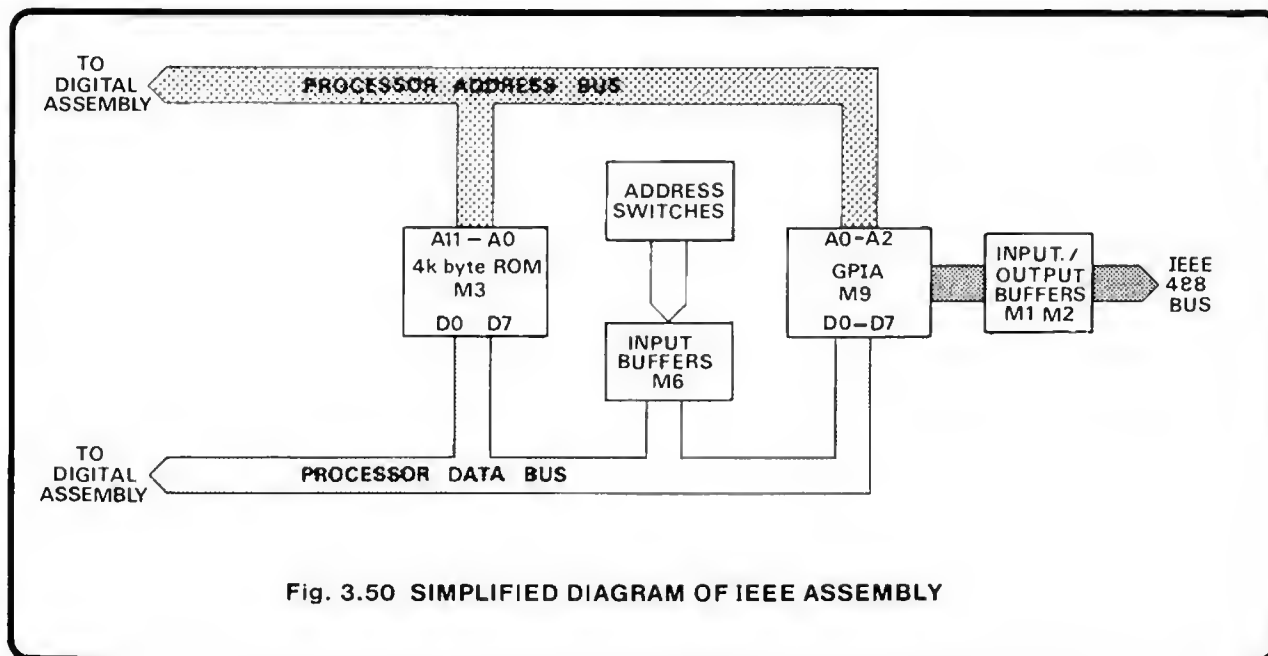 TO
DIGITAL
ASSEMBLY
PROCESSOR ADDRESS BUS
ADDRESS
SWITCHES
A11 – A0
4k byte ROM
M3
D0 D7
INPUT
BUFFERS
M6
A0–A2
GPIA
M9
D0–D7
INPUT./
OUTPUT
BUFFERS
M1 M2
IEEE
488
BUS
TO
DIGITAL
ASSEMBLY
PROCESSOR DATA BUS
Fig. 3.50 SIMPLIFIED DIAGRAM OF IEEE ASSEMBLY